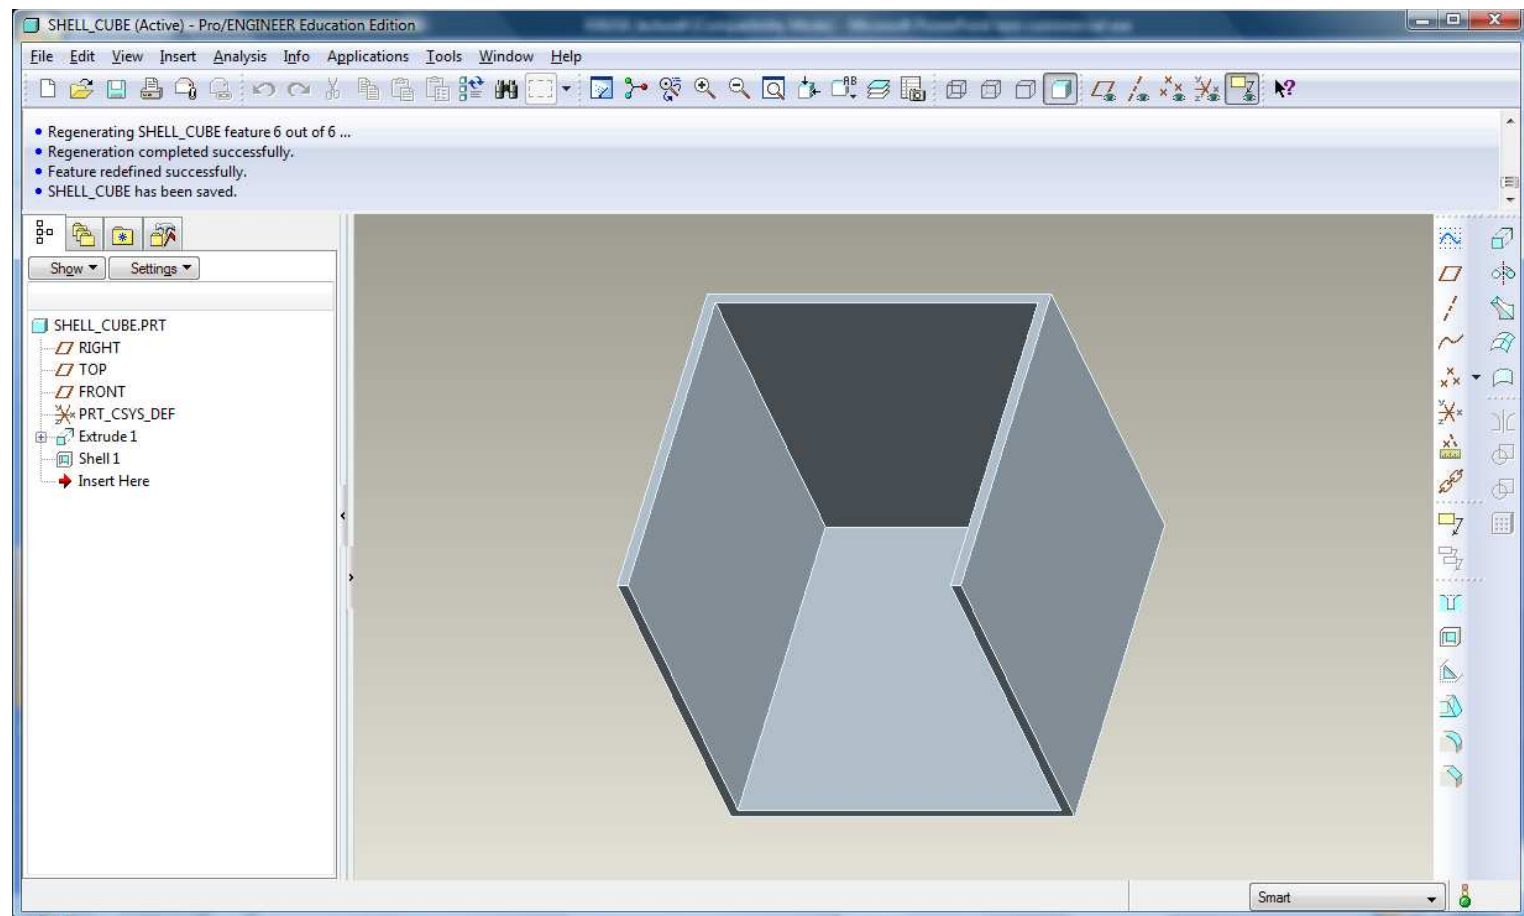 SHELL_CUBE (Active) - Pro/ENGINEER Education Edition
File Edit View Insert Analysis Info Applications Tools Window Help
• Regenerating SHELL_CUBE feature 6 out of 6 ...
• Regeneration completed successfully.
• Feature redefined successfully.
• SHELL_CUBE has been saved.
Show Settings
SHELL_CUBE.PRT
RIGHT
TOP
FRONT
PRT_CSYS_DEF
Extrude 1
Shell 1
Insert Here
Smart